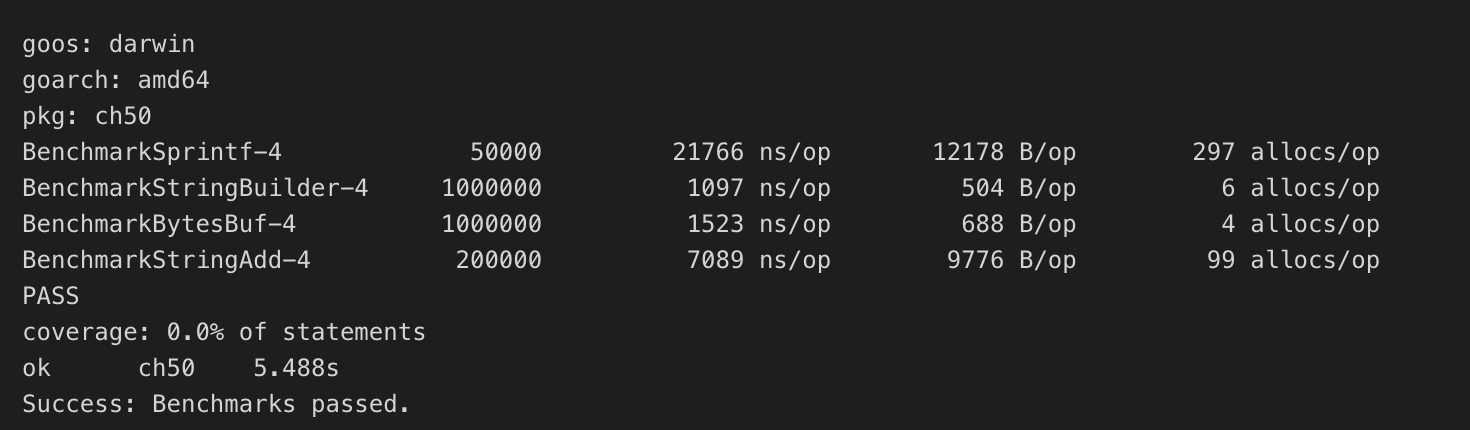 goos: darwin
goarch: amd64
pkg: ch50
BenchmarkSprintf-4 50000 21766 ns/op 12178 B/op 297 allocs/op
BenchmarkStringBuilder-4 1000000 1097 ns/op 504 B/op 6 allocs/op
BenchmarkBytesBuf-4 1000000 1523 ns/op 688 B/op 4 allocs/op
BenchmarkStringAdd-4 200000 7089 ns/op 9776 B/op 99 allocs/op
PASS
coverage: 0.0% of statements
ok ch50 5.488s
Success: Benchmarks passed.